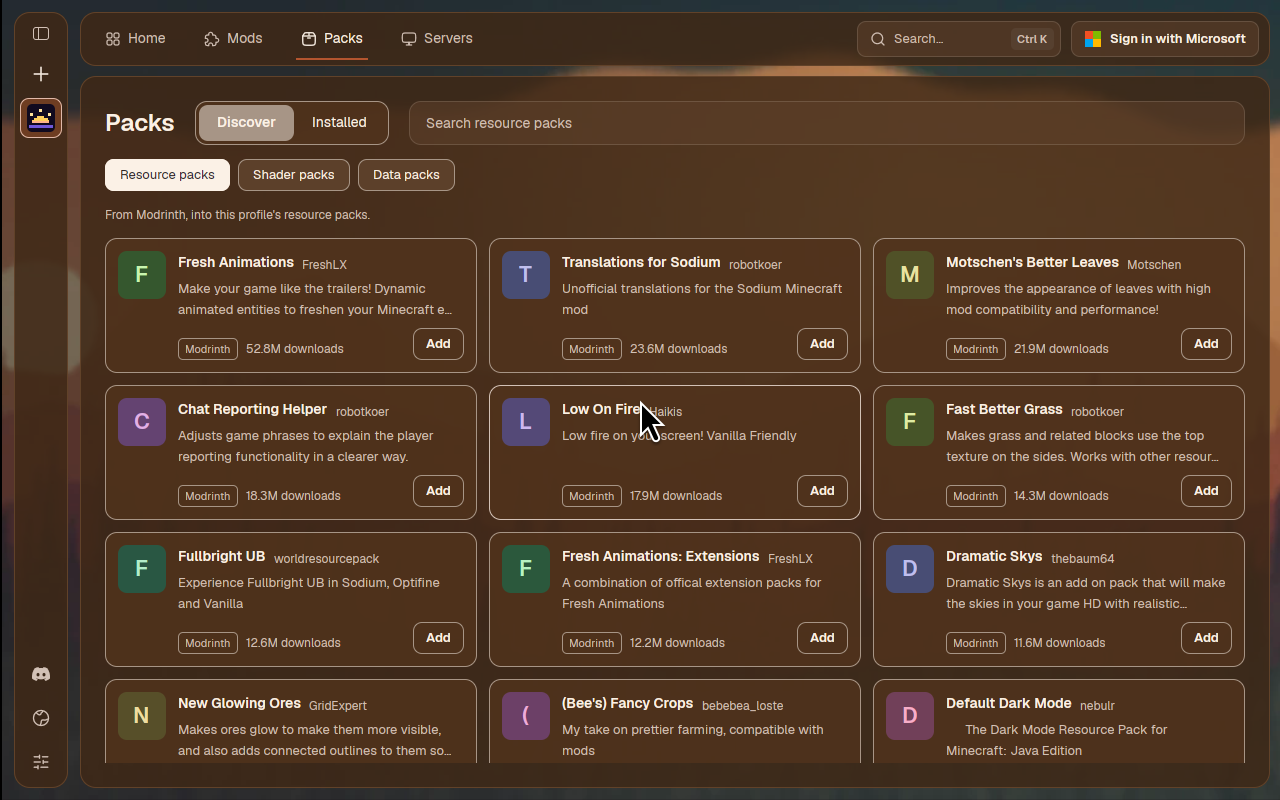 Home
Mods
Packs
Servers
Search...
Ctrl K
Sign in with Microsoft
Packs
Discover
Installed
Search resource packs
Resource packs
Shader packs
Data packs
From Modrinth, into this profile's resource packs.
F
Fresh Animations FreshLX
Make your game like the trailers! Dynamic
animated entities to freshen your Minecraft e...
Modrinth 52.8M downloads
Add
T
Translations for Sodium robotkoer
Unofficial translations for the Sodium Minecraft
mod
Modrinth 23.6M downloads
Add
M
Motschen's Better Leaves Motschen
Improves the appearance of leaves with high
mod compatibility and performance!
Modrinth 21.9M downloads
Add
C
Chat Reporting Helper robotkoer
Adjusts game phrases to explain the player
reporting functionality in a clearer way.
Modrinth 18.3M downloads
Add
L
Low On Fire
Low fire on screen! Vanilla Friendly
Modrinth 17.9M downloads
Add
F
Fast Better Grass robotkoer
Makes grass and related blocks use the top
texture on the sides. Works with other resour...
Modrinth 14.3M downloads
Add
F
Fullbright UB worldresourcepack
Experience Fullbright UB in Sodium, Optifine
and Vanilla
Modrinth 12.6M downloads
Add
F
Fresh Animations: Extensions FreshLX
A combination of offical extension packs for
Fresh Animations
Modrinth 12.2M downloads
Add
D
Dramatic Skys thebaum64
Dramatic Skys is an add on pack that will make
the skies in your game HD with realistic...
Modrinth 11.6M downloads
Add
N
New Glowing Ores GridExpert
Makes ores glow to make them more visible,
and also adds connected outlines to them so...
(
(Bee's) Fancy Crops bebebea_loste
My take on prettier farming, compatible with
mods
D
Default Dark Mode nebulr
The Dark Mode Resource Pack for
Minecraft: Java Edition